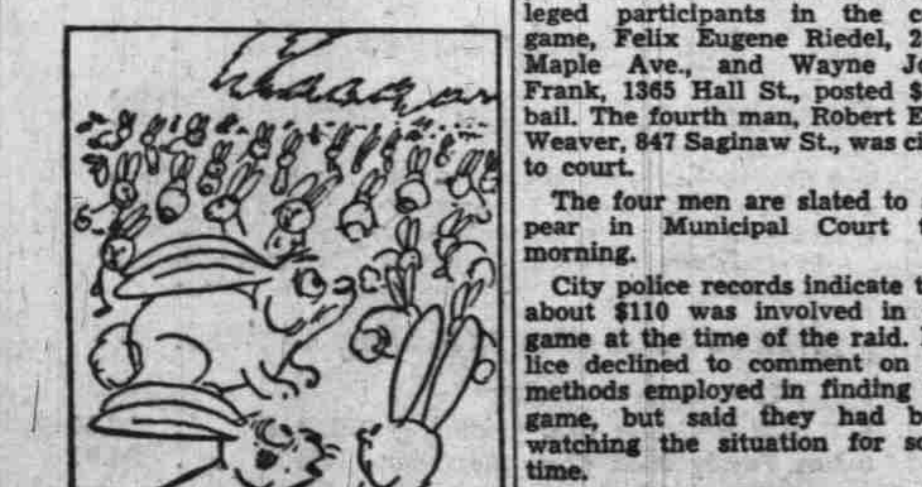 leged participants in the
game, Felix Eugene Riedel,
Maple Ave., and Wayne
Frank, 1365 Hall St., posted
bail. The fourth man, Robert
Weaver, 847 Saginaw St., was
to court.
The four men are slated to
pear in Municipal Court
morning.
City police records indicate
about $110 was involved in
game at the time of the raid.
lice declined to comment on
methods employed in finding
game, but said they had
watching the situation for
time.